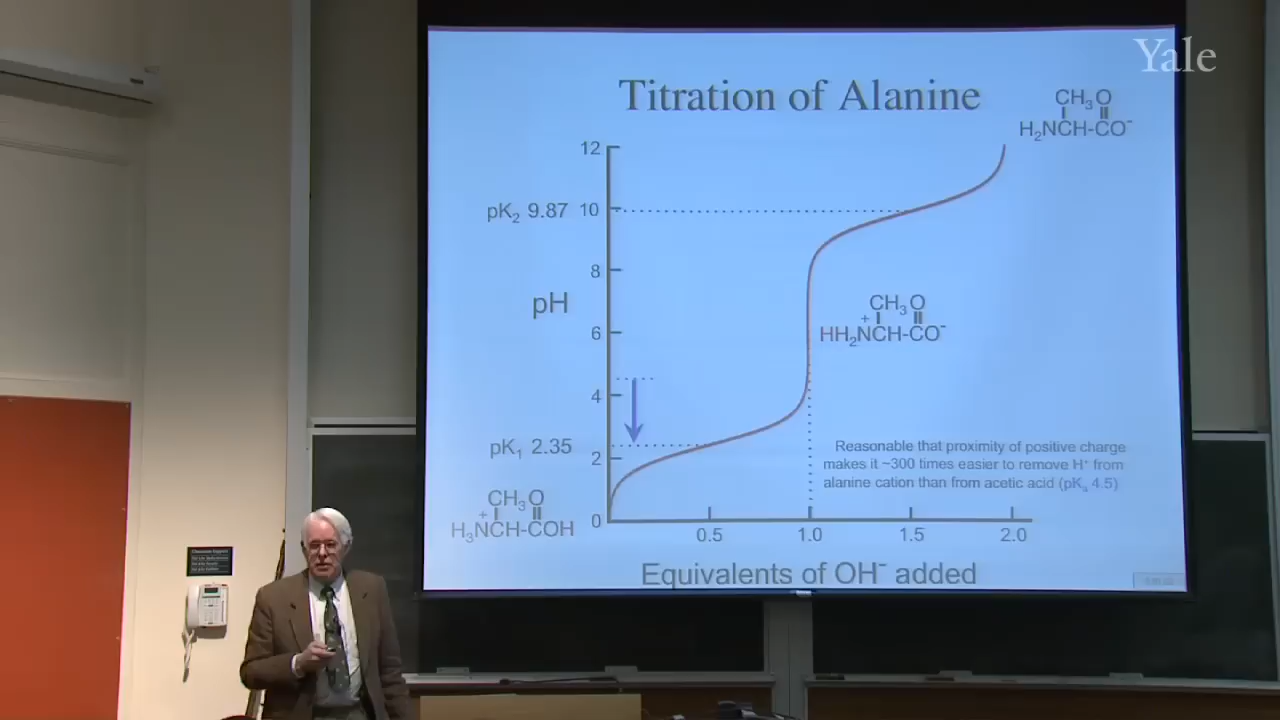 Yale
Titration of Alanine
CH₃ O
H₂NCH-CO⁻
12
pK₂ 9.87 10
8
pH
CH₃ O
+
HH₂NCH-CO⁻
6
4
pK₁ 2.35
2
Reasonable that proximity of positive charge
makes it ~300 times easier to remove H⁺ from
alanine cation than from acetic acid (pKₐ 4.5)
CH₃ O
+
H₃NCH-COH
0
0.5 1.0 1.5 2.0
Equivalents of OH⁻ added